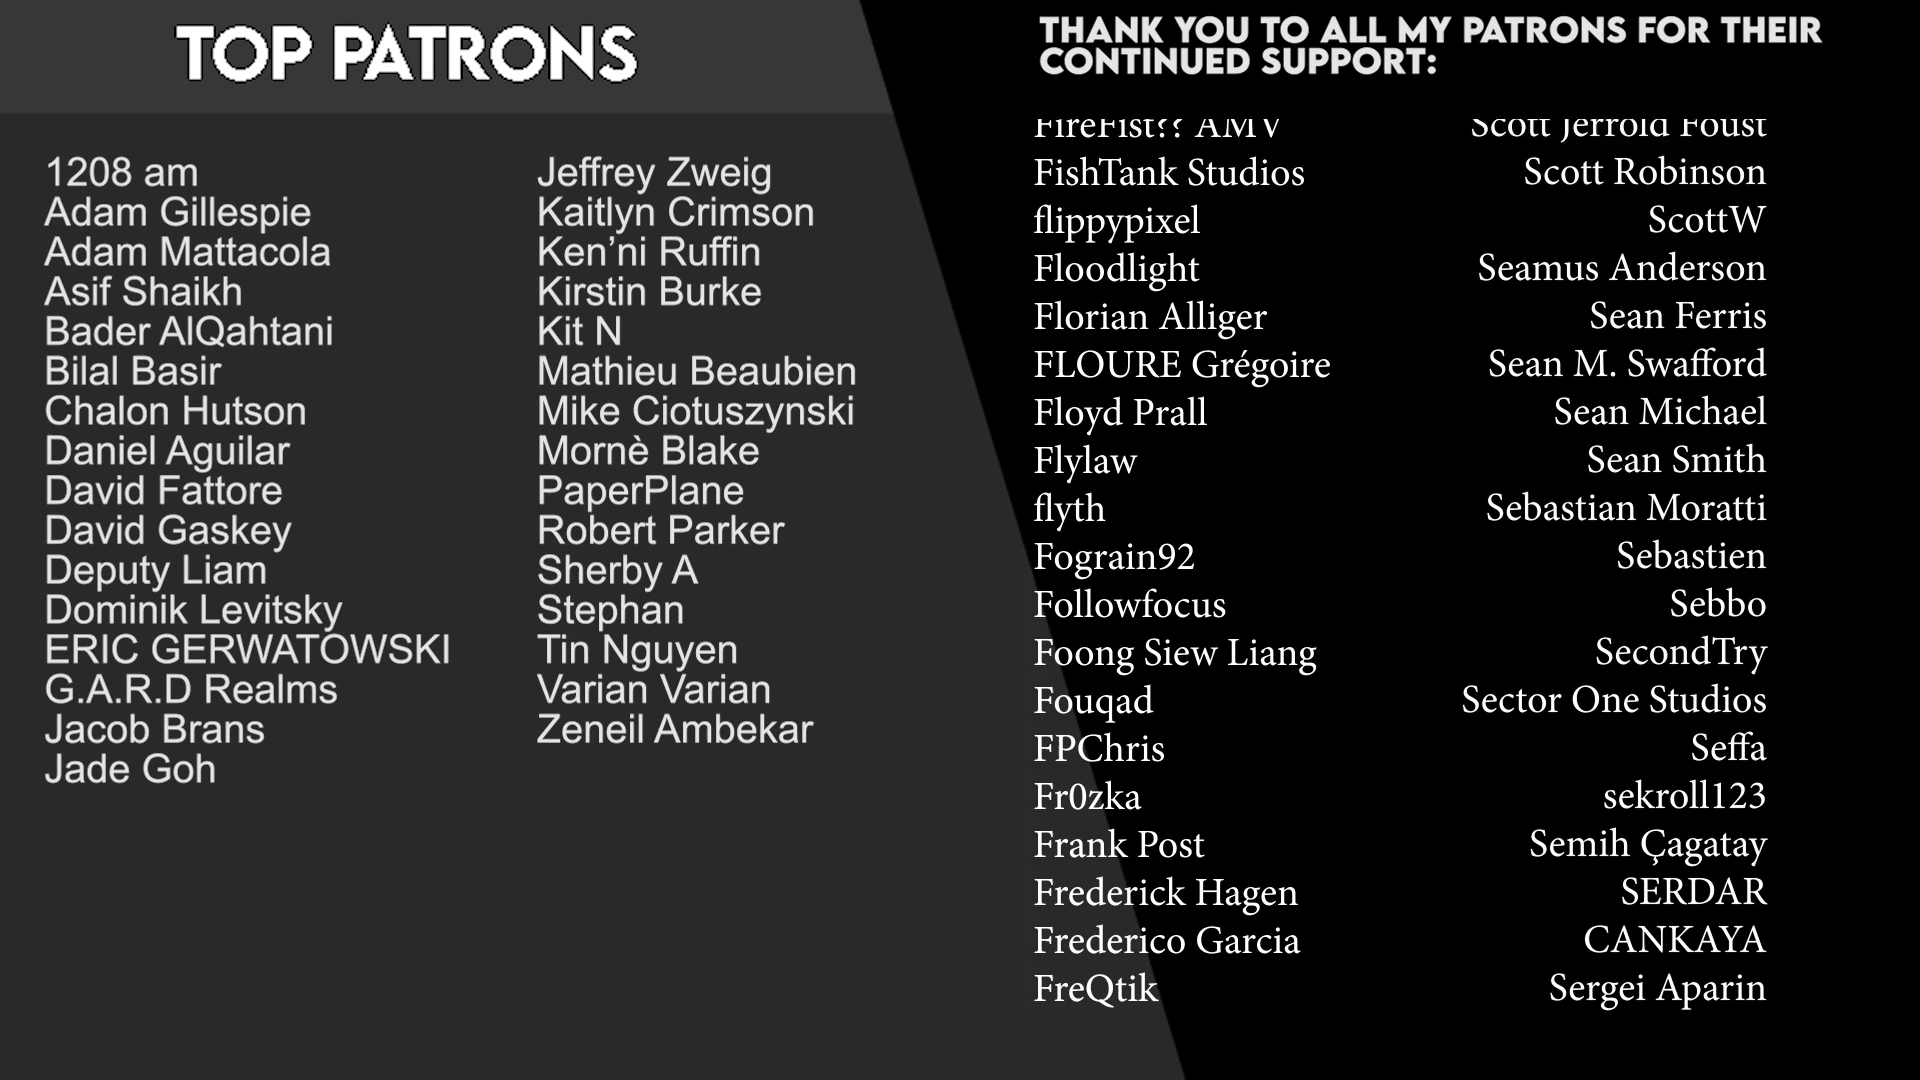 TOP PATRONS
1208 am
Adam Gillespie
Adam Mattacola
Asif Shaikh
Bader AlQahtani
Bilal Basir
Chalon Hutson
Daniel Aguilar
David Fattore
David Gaskey
Deputy Liam
Dominik Levitsky
ERIC GERWATOWSKI
G.A.R.D Realms
Jacob Brans
Jade Goh
Jeffrey Zweig
Kaitlyn Crimson
Ken’ni Ruffin
Kirstin Burke
Kit N
Mathieu Beaubien
Mike Ciotuszynski
Mornè Blake
PaperPlane
Robert Parker
Sherby A
Stephan
Tin Nguyen
Varian Varian
Zeneil Ambekar
THANK YOU TO ALL MY PATRONS FOR THEIR
CONTINUED SUPPORT:
FireFist?? AMV
FishTank Studios
flippypixel
Floodlight
Florian Alliger
FLOURE Grégoire
Floyd Prall
Flylaw
flyth
Fograin92
Followfocus
Foong Siew Liang
Fouqad
FPChris
Fr0zka
Frank Post
Frederick Hagen
Frederico Garcia
FreQtik
Scott Jerrold Foust
Scott Robinson
ScottW
Seamus Anderson
Sean Ferris
Sean M. Swafford
Sean Michael
Sean Smith
Sebastian Moratti
Sebastien
Sebbo
SecondTry
Sector One Studios
Seffa
sekroll123
Semih Çagatay
SERDAR
CANKAYA
Sergei Aparin